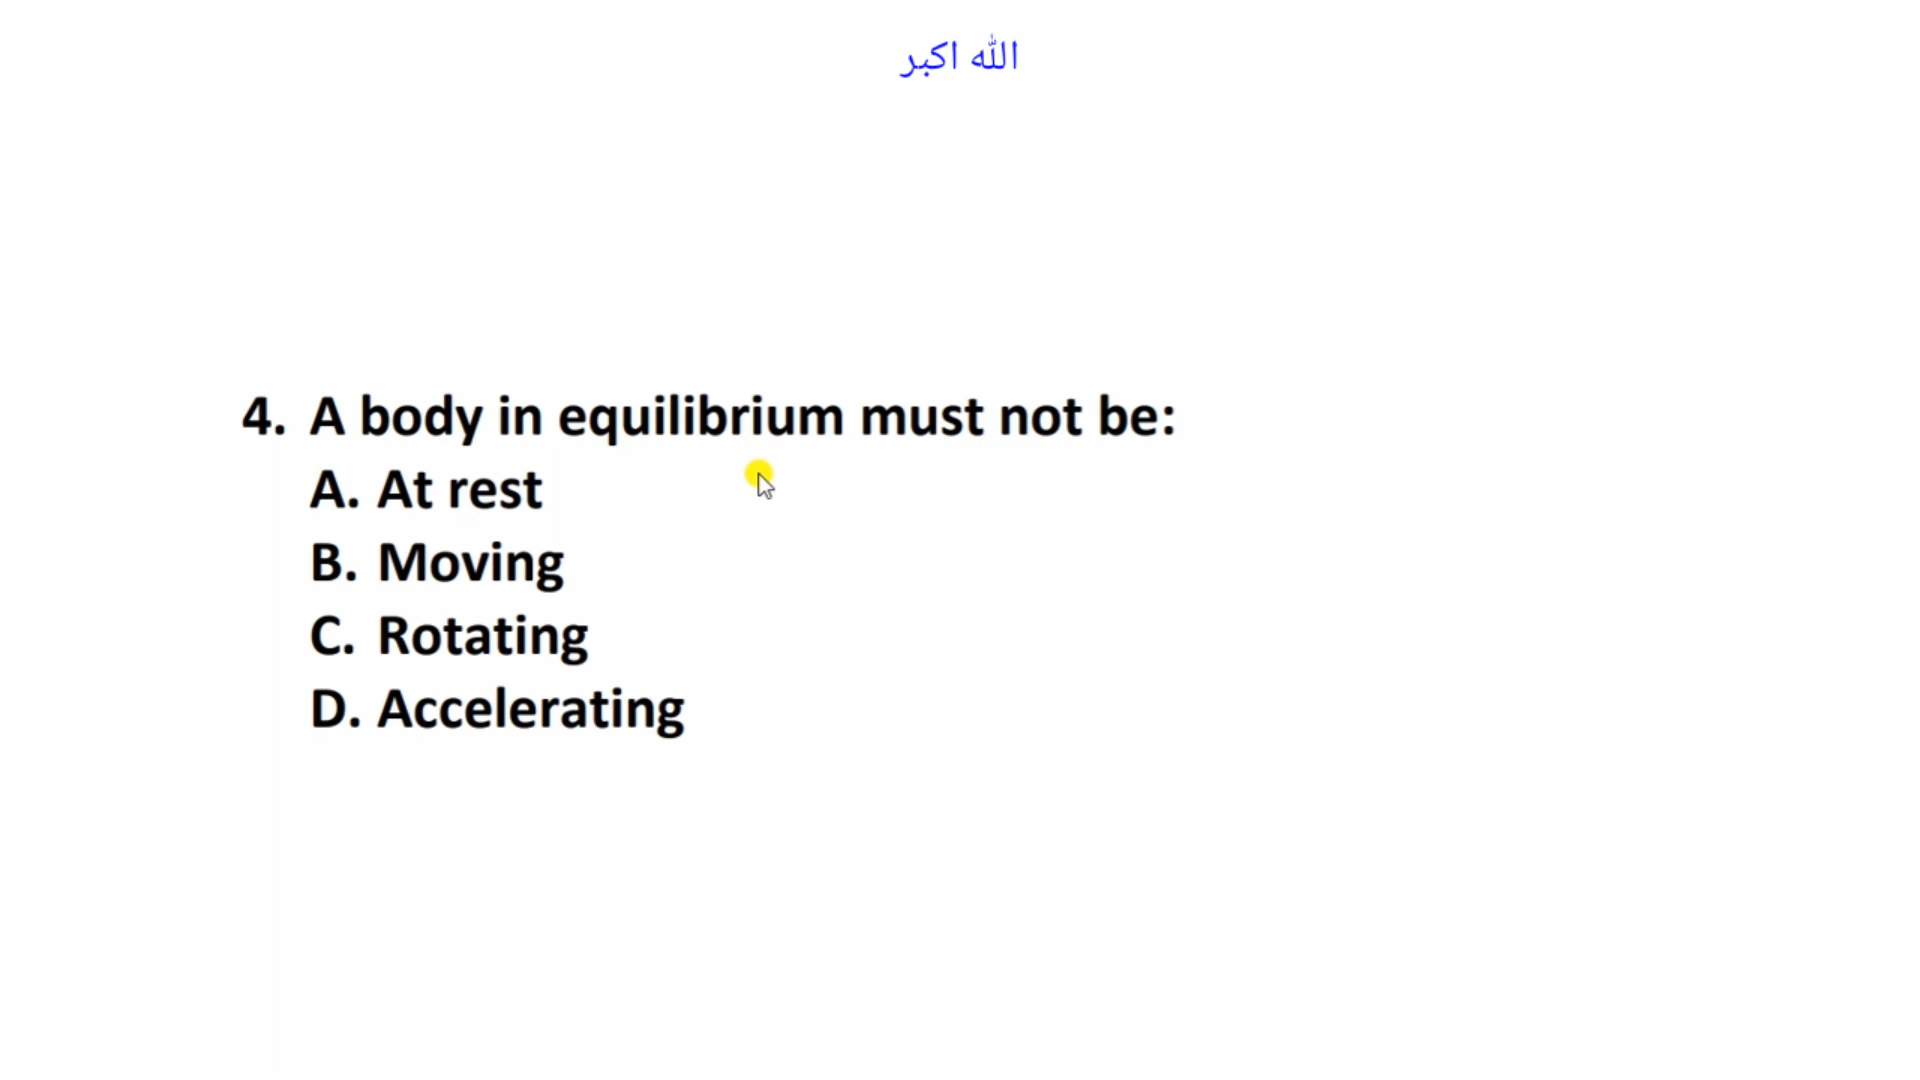 الله اكبر
4. A body in equilibrium must not be:
A. At rest
B. Moving
C. Rotating
D. Accelerating